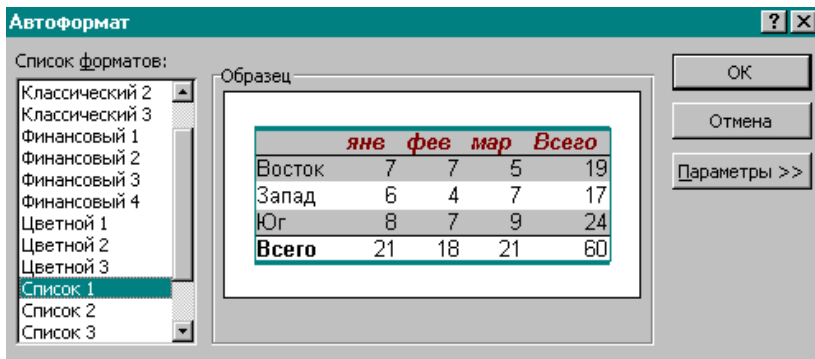 Автоформат
Список форматов:
Классический 2
Классический 3
Финансовый 1
Финансовый 2
Финансовый 3
Финансовый 4
Цветной 1
Цветной 2
Цветной 3
Список 1
Список 2
Список 3
Образец
янв фев мар Всего
Восток 7 7 5 19
Запад 6 4 7 17
Юг 8 7 9 24
Всего 21 18 21 60
ОК
Отмена
Параметры >>